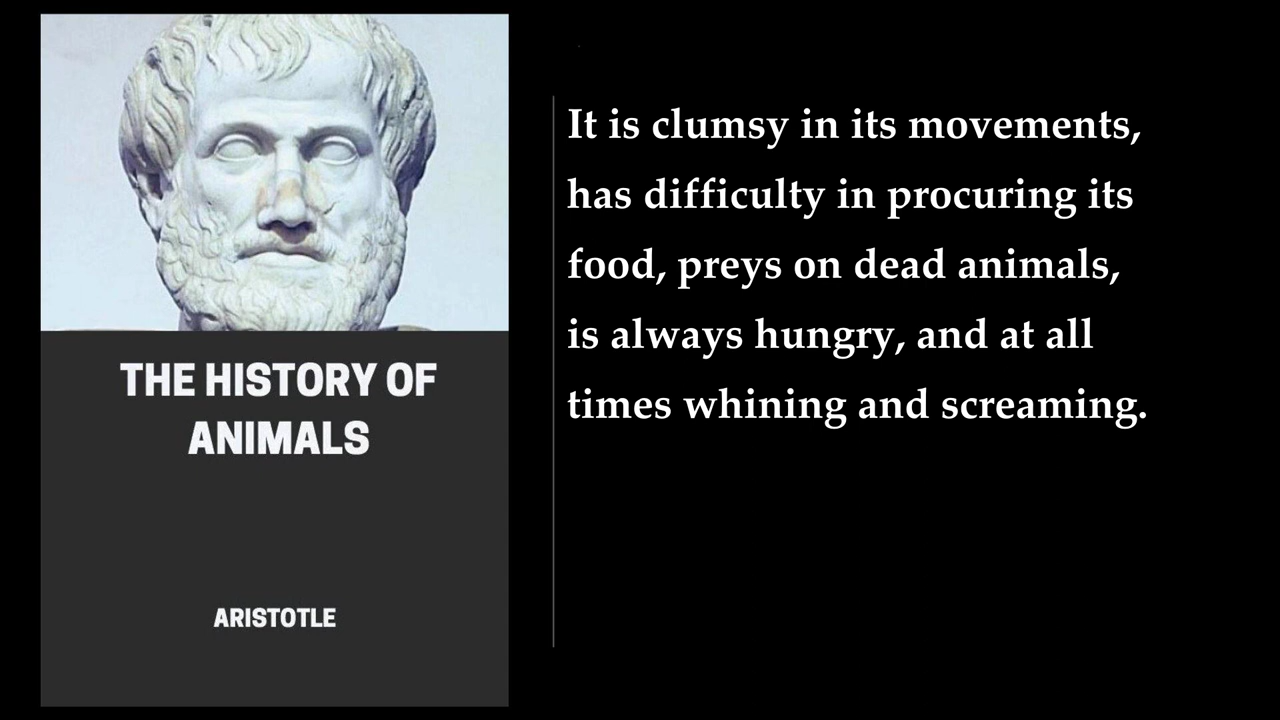 THE HISTORY OF
ANIMALS
ARISTOTLE
It is clumsy in its movements,
has difficulty in procuring its
food, preys on dead animals,
is always hungry, and at all
times whining and screaming.